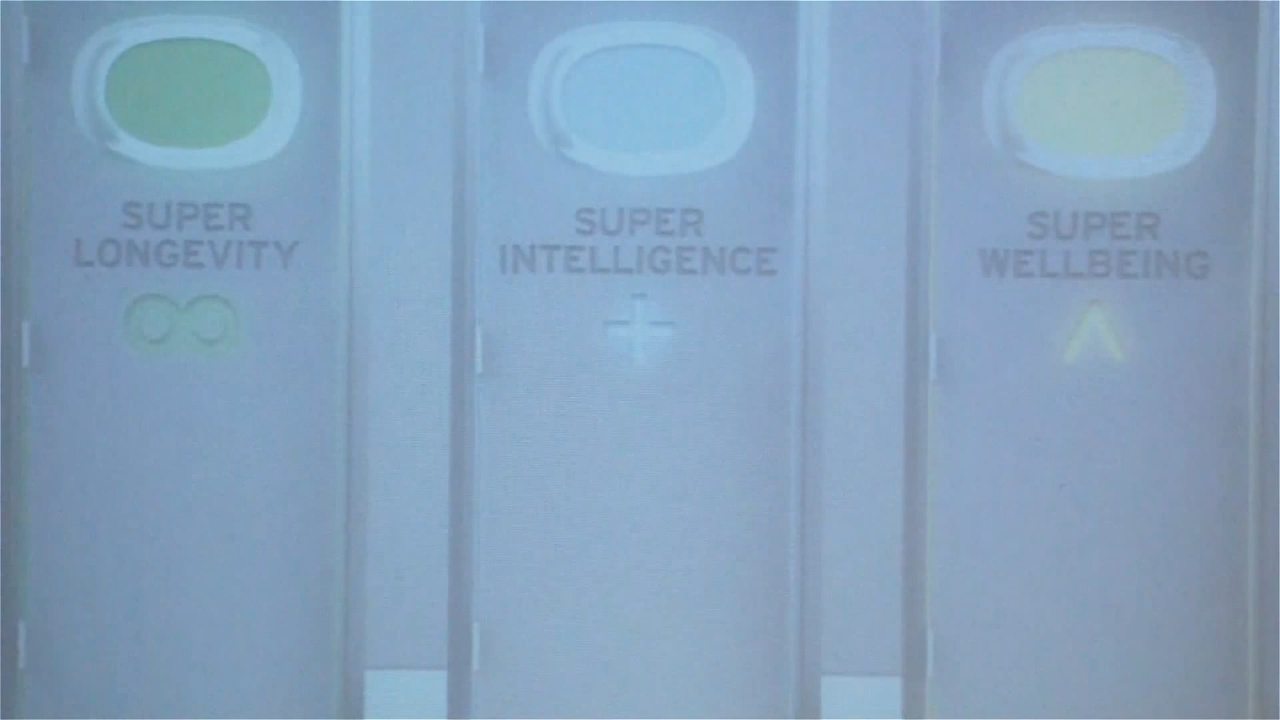 SUPER
LONGEVITY
SUPER
INTELLIGENCE
SUPER
WELLBEING